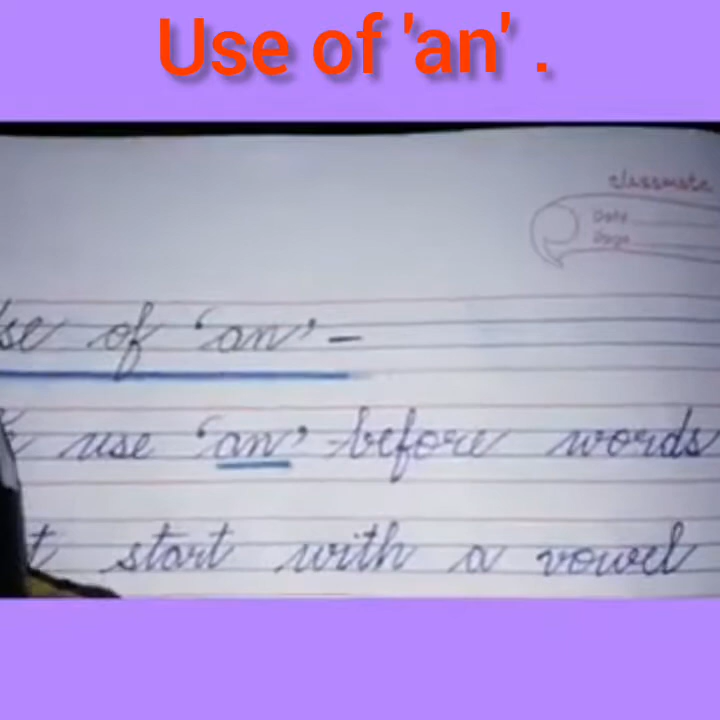 Use of 'an' .
classmate
Date
Page
se of 'an' -
use 'an' before words
t start with a vowel